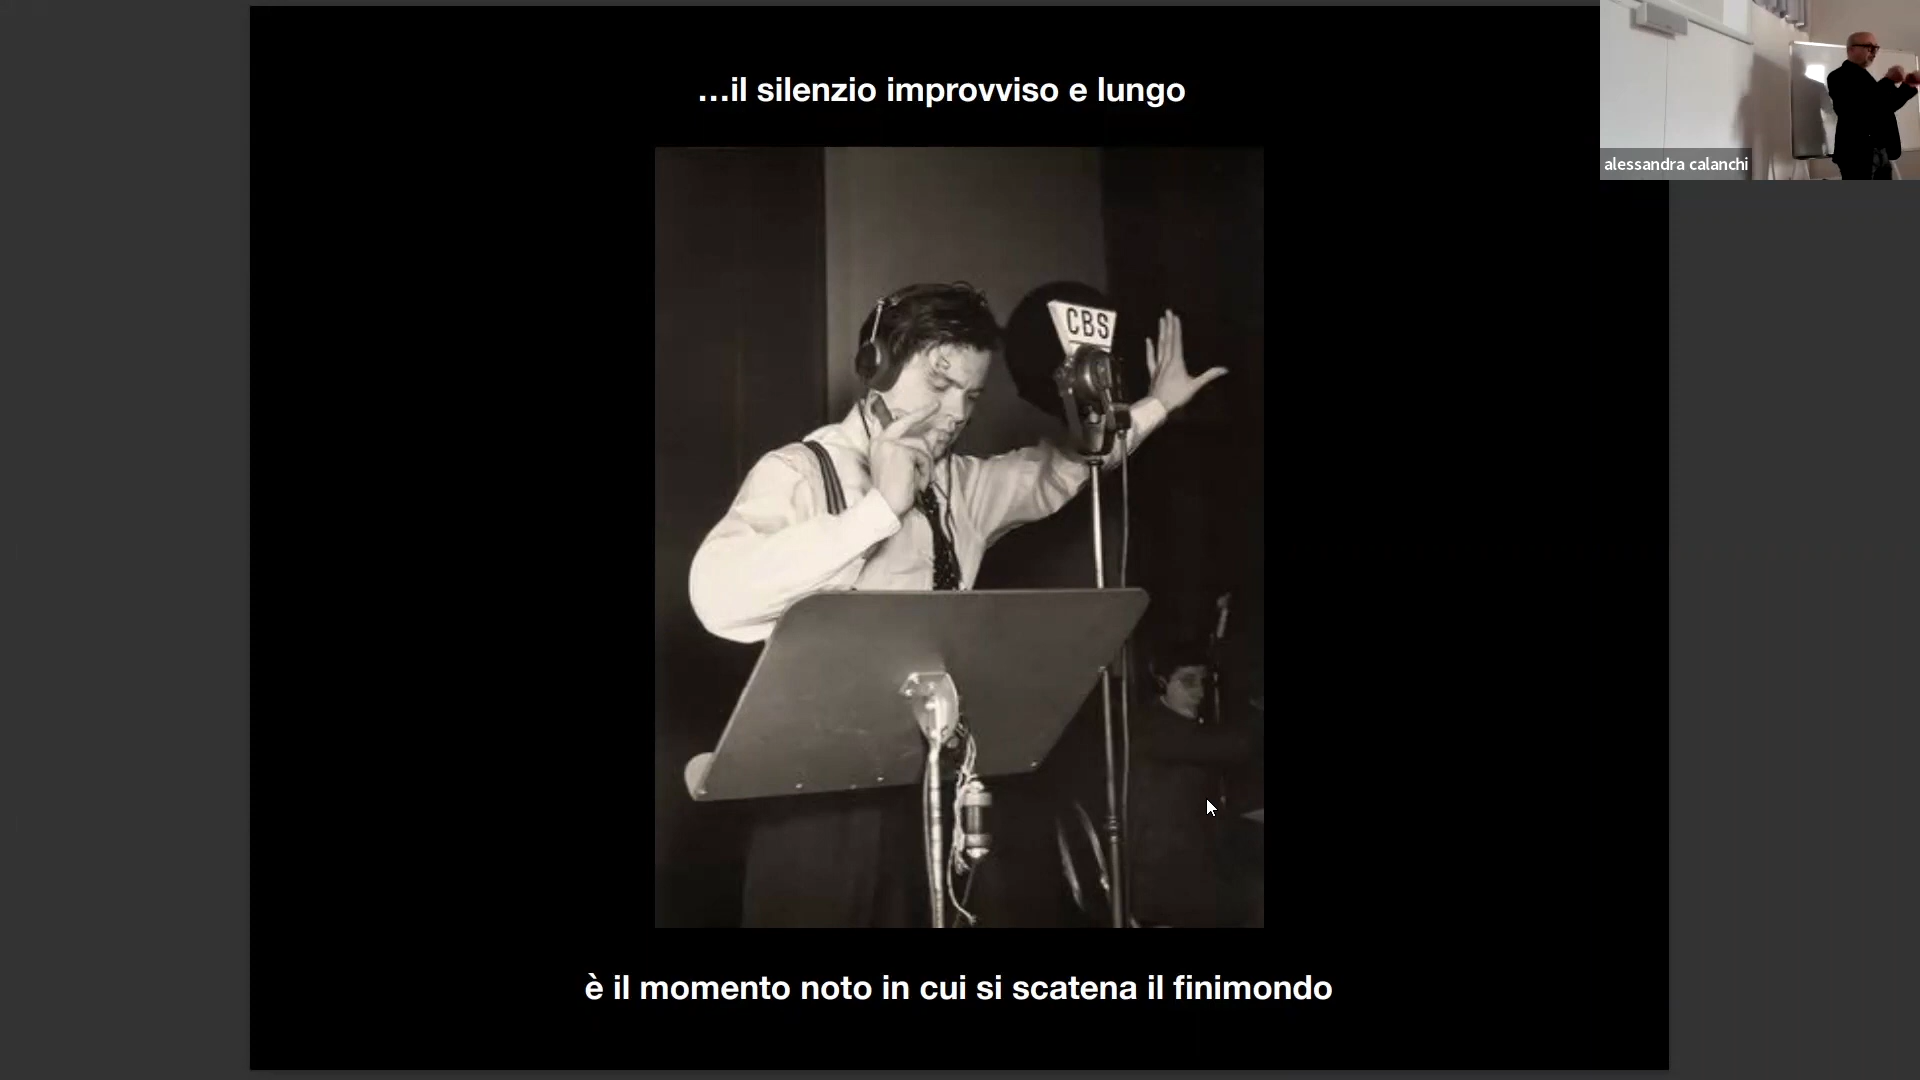 …il silenzio improvviso e lungo
CBS
alessandra calanchi
è il momento noto in cui si scatena il finimondo